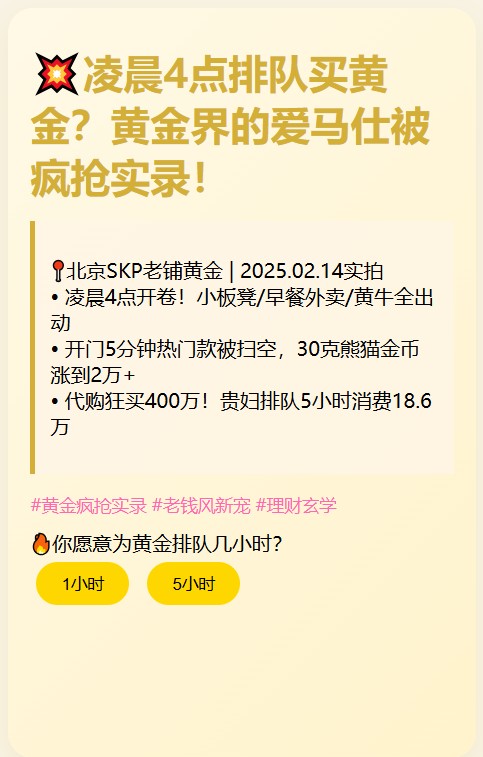 💥凌晨4点排队买黄
金？黄金界的爱马仕被
疯抢实录！
📍北京SKP老铺黄金 | 2025.02.14实拍
• 凌晨4点开卷！小板凳/早餐外卖/黄牛全出
动
• 开门5分钟热门款被扫空，30克熊猫金币
涨到2万+
• 代购狂买400万！贵妇排队5小时消费18.6
万
#黄金疯抢实录 #老钱风新宠 #理财玄学
🔥你愿意为黄金排队几小时？
1小时 5小时